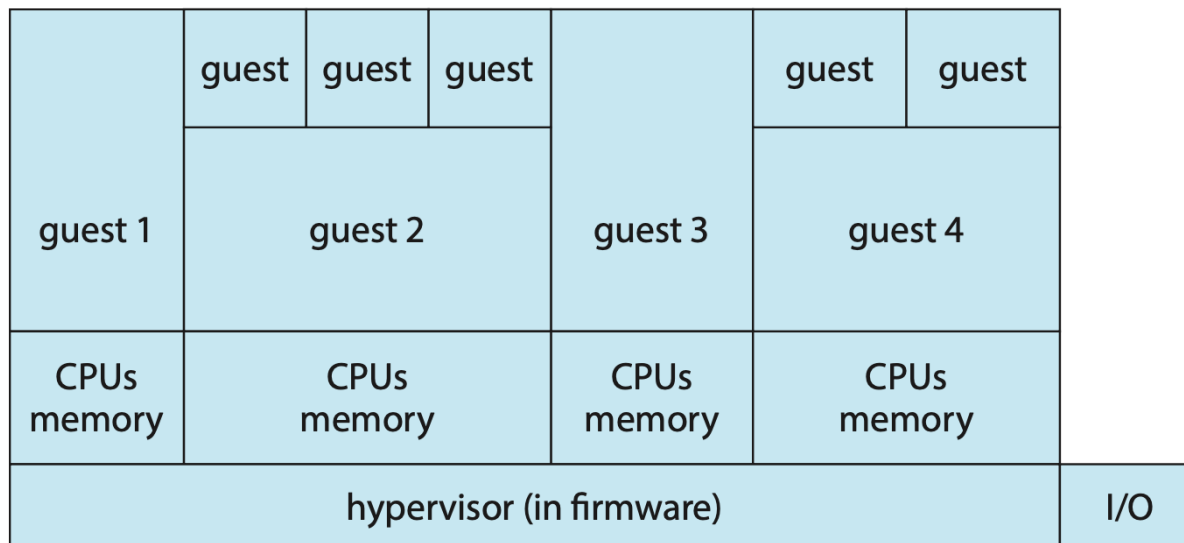 guest guest guest guest guest
guest 1 guest 2 guest 3 guest 4
CPUs CPUs CPUs CPUs
memory memory memory memory
hypervisor (in firmware) I/O